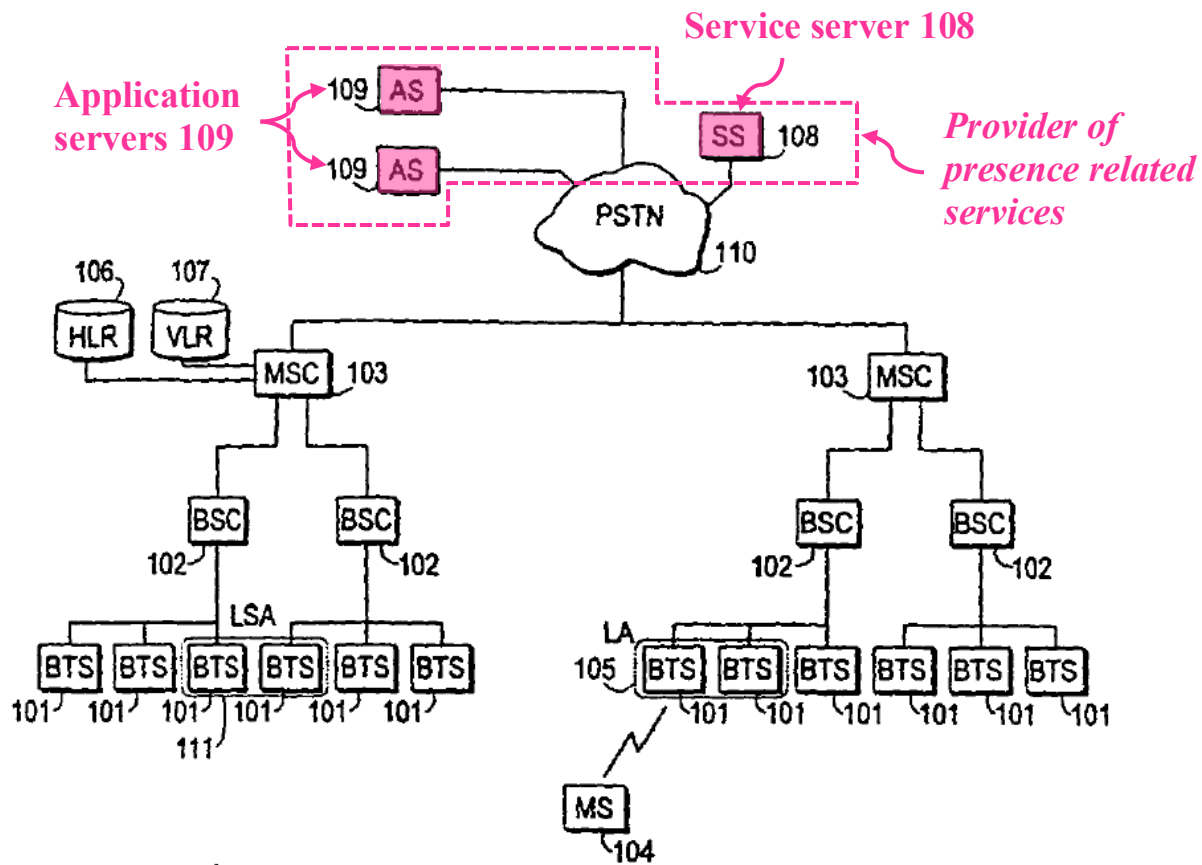 Service server 108
Application
servers 109
109
AS
SS
108
Provider of
presence related
services
109
AS
PSTN
110
106
107
HLR
VLR
MSC
103
103
MSC
BSC
BSC
BSC
BSC
102
102
102
102
LSA
LA
BTS
BTS
BTS
BTS
BTS
BTS
105
BTS
BTS
BTS
BTS
BTS
BTS
101
101
101
101
101
101
101
101
101
101
101
101
111
MS
104